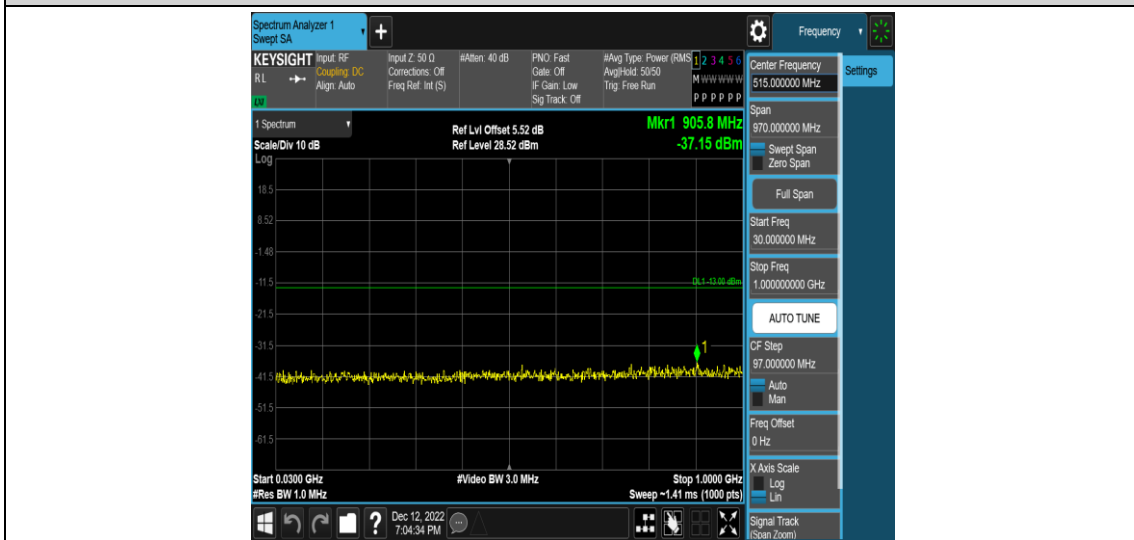 Spectrum Analyzer 1
Swept SA
+
Frequency
KEYSIGHT
RL
LXI
Input: RF
Coupling: DC
Align: Auto
Input Z: 50 Ω
Corrections: Off
Freq Ref: Int (S)
#Atten: 40 dB
PNO: Fast
Gate: Off
IF Gain: Low
Sig Track: Off
#Avg Type: Power (RMS
Avg|Hold: 50/50
Trig: Free Run
1 2 3 4 5 6
M W W W W W
P P P P P P
Center Frequency
515.000000 MHz
Settings
1 Spectrum
Scale/Div 10 dB
Ref Lvl Offset 5.52 dB
Ref Level 28.52 dBm
Mkr1 905.8 MHz
-37.15 dBm
Log
18.5
8.52
-1.48
-11.5
-21.5
-31.5
-41.5
-51.5
-61.5
DL1 -13.00 dBm
1
Start 0.0300 GHz
#Res BW 1.0 MHz
#Video BW 3.0 MHz
Stop 1.0000 GHz
Sweep ~1.41 ms (1000 pts)
Span
970.000000 MHz
Swept Span
Zero Span
Full Span
Start Freq
30.000000 MHz
Stop Freq
1.000000000 GHz
AUTO TUNE
CF Step
97.000000 MHz
Auto
Man
Freq Offset
0 Hz
X Axis Scale
Log
Lin
Signal Track
(Span Zoom)
?
Dec 12, 2022
7:04:34 PM